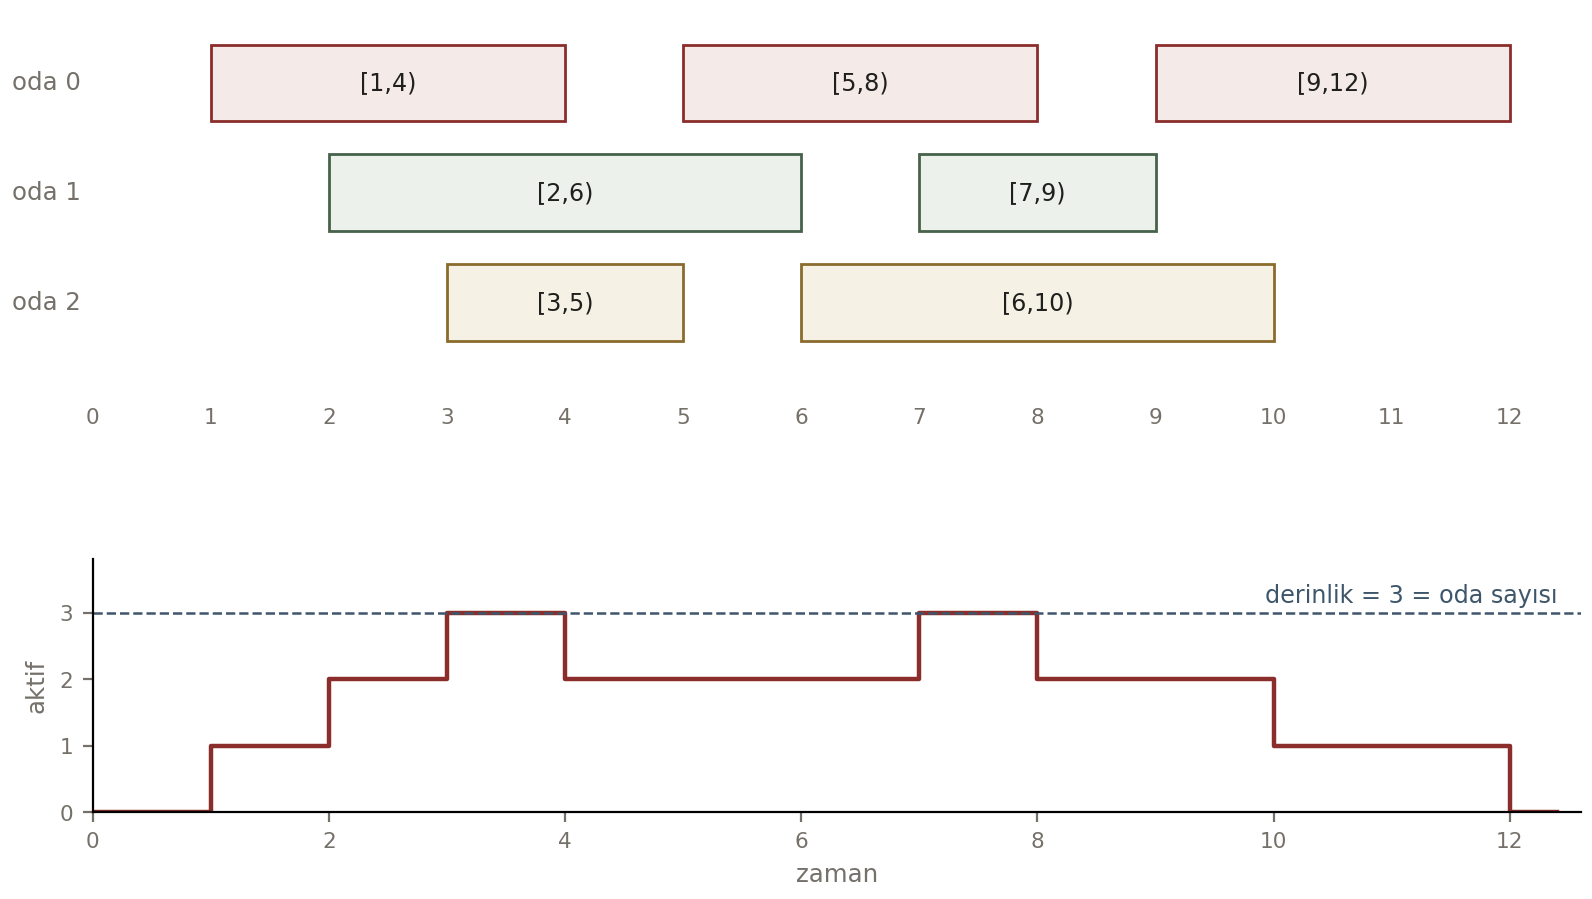 oda 0
[1,4)
[5,8)
[9,12)
oda 1
[2,6)
[7,9)
oda 2
[3,5)
[6,10)
0 1 2 3 4 5 6 7 8 9 10 11 12
derinlik = 3 = oda sayısı
aktif
3
2
1
0
0 2 4 6 8 10 12
zaman